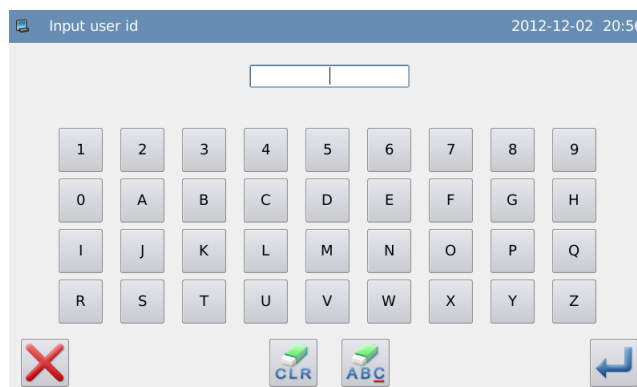 Input user id 2012-12-02 20:56
1 2 3 4 5 6 7 8 9
0 A B C D E F G H
I J K L M N O P Q
R S T U V W X Y Z
CLR ABC